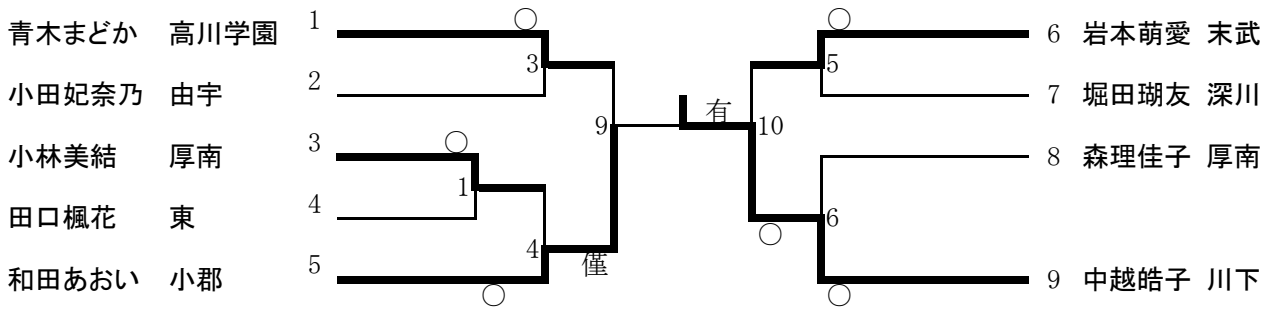 青木まどか 高川学園 1
小田妃奈乃 由宇 2
小林美結 厚南 3
田口楓花 東 4
和田あおい 小郡 5
○
3
○
1
4
僅
○
9
有
10
○
5
6
○
○
6 岩本萌愛 末武
7 堀田瑚友 深川
8 森理佳子 厚南
9 中越皓子 川下